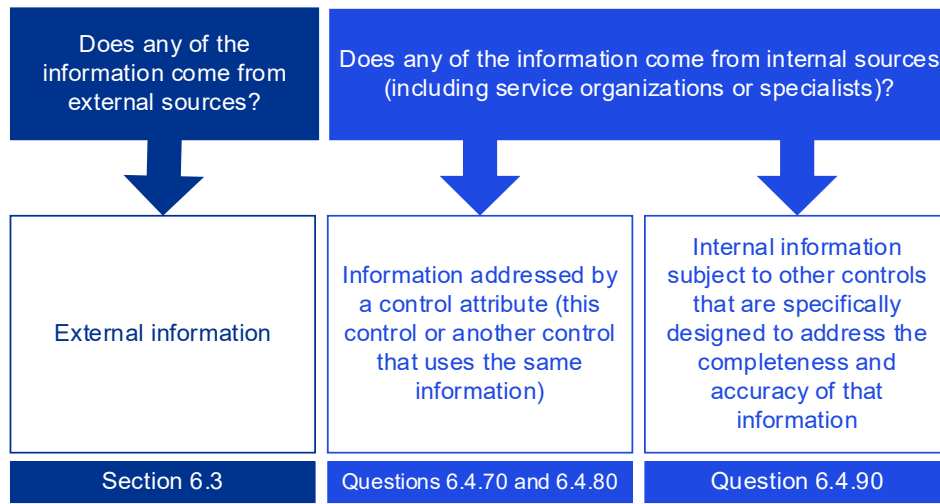 Does any of the
information come from
external sources?
Does any of the information come from internal sources
(including service organizations or specialists)?
External information
Information addressed by
a control attribute (this
control or another control
that uses the same
information)
Internal information
subject to other controls
that are specifically
designed to address the
completeness and
accuracy of that
information
Section 6.3
Questions 6.4.70 and 6.4.80
Question 6.4.90